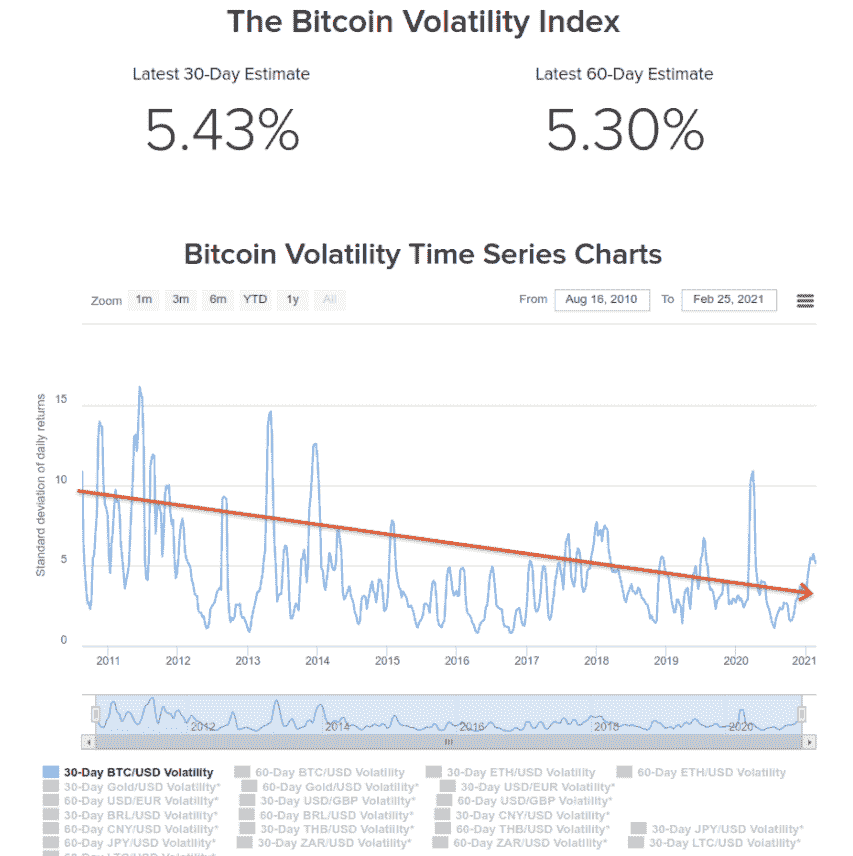 The Bitcoin Volatility Index
Latest 30-Day Estimate Latest 60-Day Estimate
5.43% 5.30%
Bitcoin Volatility Time Series Charts
Zoom 1m 3m 6m YTD 1y All From Aug 16, 2010 To Feb 25, 2021
Standard deviation of daily returns
15
10
5
0
2011 2012 2013 2014 2015 2016 2017 2018 2019 2020 2021
2012 2014 2016 2018 2020
30-Day BTC/USD Volatility 60-Day BTC/USD Volatility 30-Day ETH/USD Volatility 60-Day ETH/USD Volatility
30-Day Gold/USD Volatility* 60-Day Gold/USD Volatility* 30-Day USD/EUR Volatility*
60-Day USD/EUR Volatility* 30-Day USD/GBP Volatility* 60-Day USD/GBP Volatility*
30-Day BRL/USD Volatility* 60-Day BRL/USD Volatility* 30-Day CNY/USD Volatility*
60-Day CNY/USD Volatility* 30-Day THB/USD Volatility* 60-Day THB/USD Volatility* 30-Day JPY/USD Volatility*
60-Day JPY/USD Volatility* 30-Day ZAR/USD Volatility* 60-Day ZAR/USD Volatility* 30-Day LTC/USD Volatility*
60-Day LTC/USD Volatility*